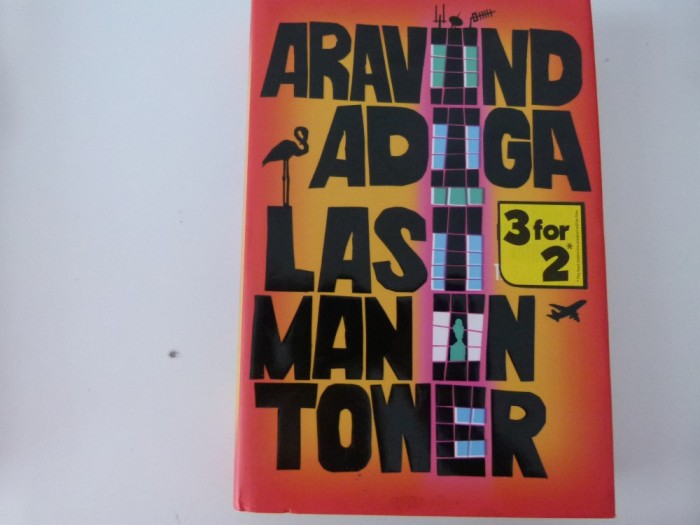 ARAVIND
ADIGA
LAST
3 for
2*
MAN IN
TOWER